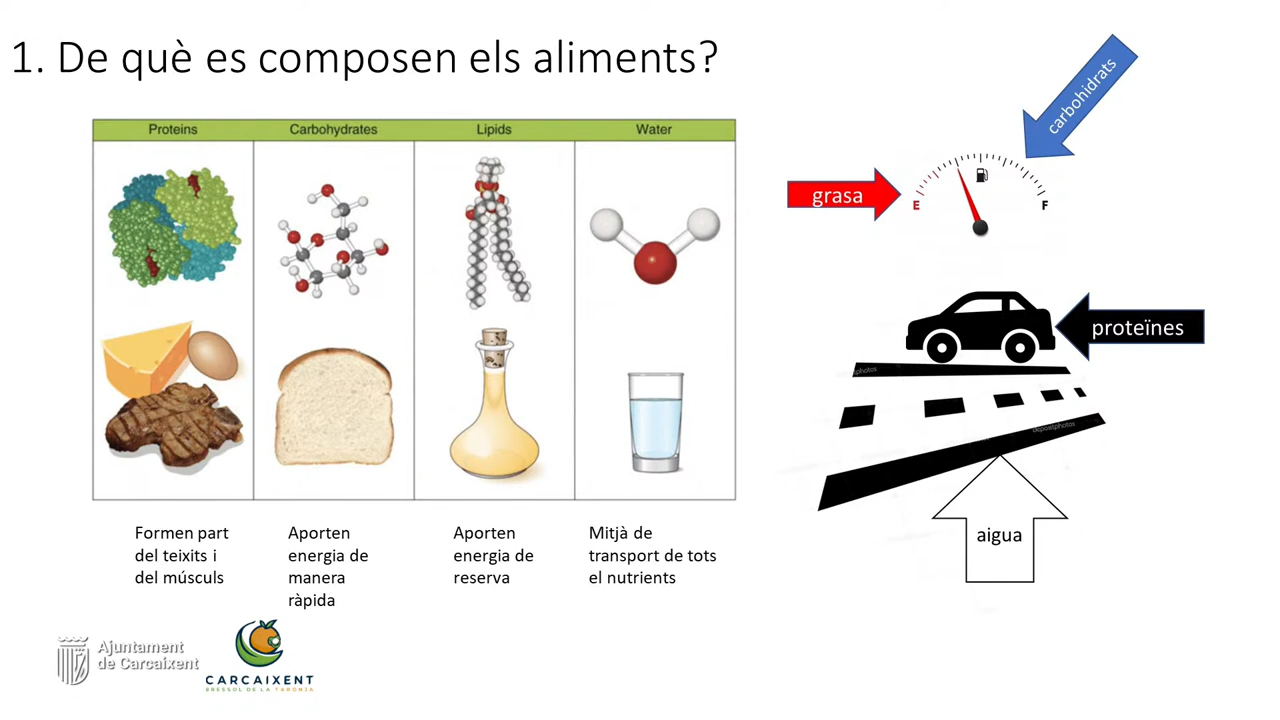 1. De què es composen els aliments?
Proteins
Carbohydrates
Lipids
Water
Formen part
del teixits i
del músculs
Aporten
energia de
manera
ràpida
Aporten
energia de
reserva
Mitjà de
transport de tots
el nutrients
carbohidrats
grasa
E
F
proteïnes
photos
depositphotos
aigua
Ajuntament
de Carcaixent
CARCAIXENT
BRESSOL DE LA TARONJA